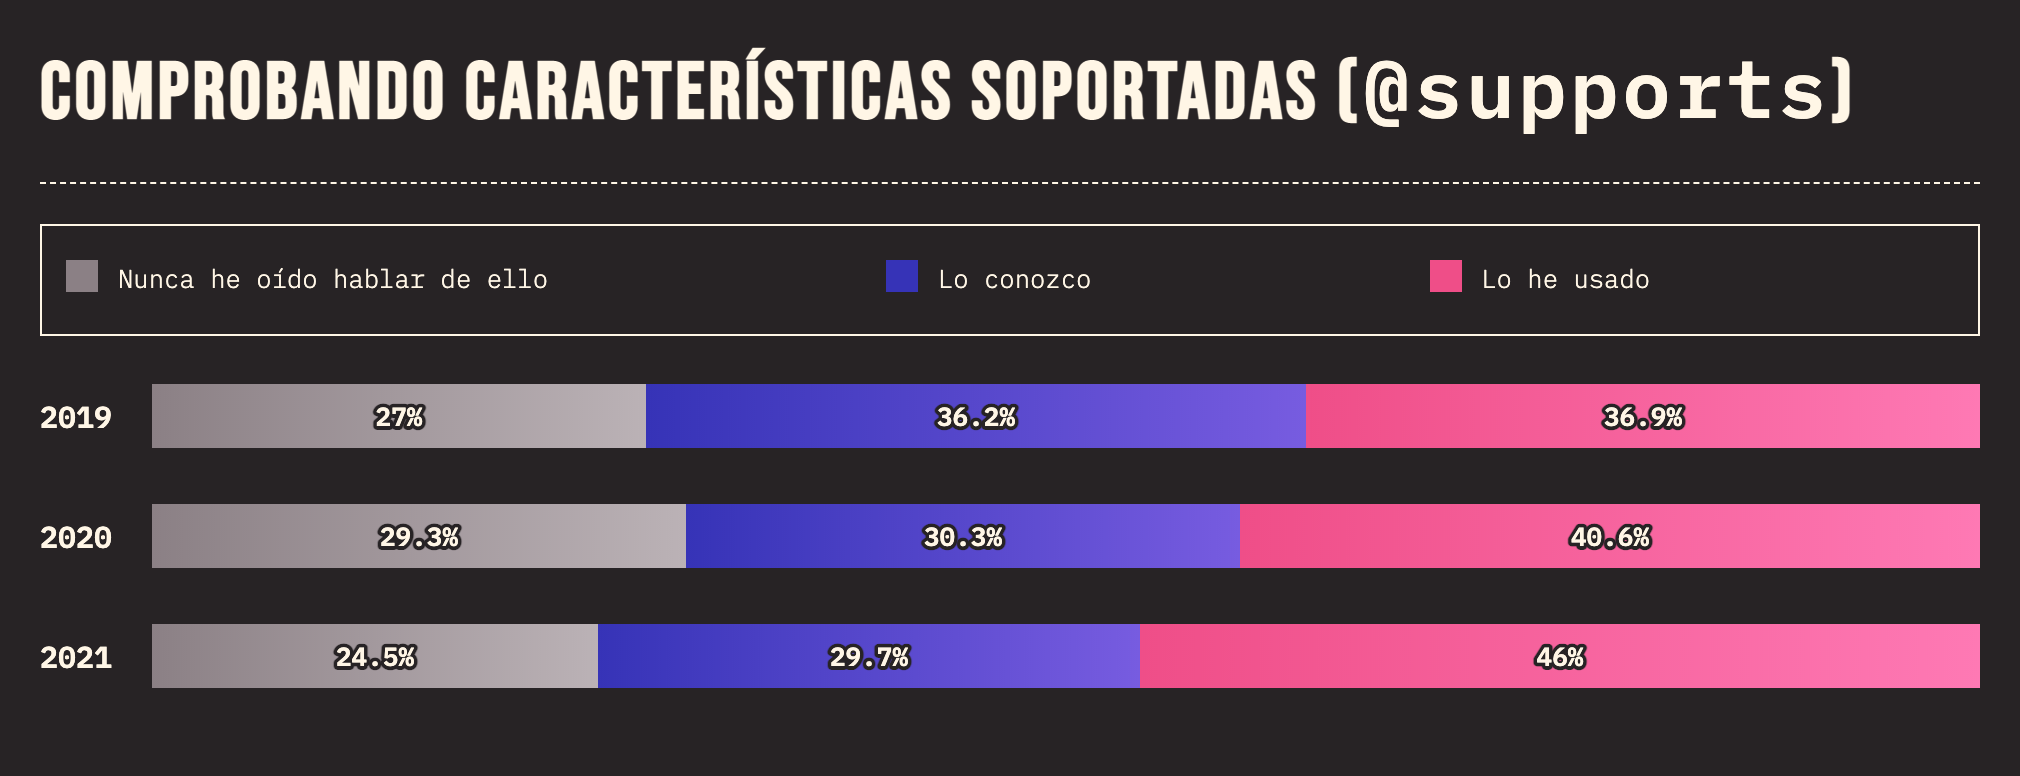 COMPROBANDO CARACTERÍSTICAS SOPORTADAS (@supports)
Nunca he oído hablar de ello Lo conozco Lo he usado
2019 27% 36.2% 36.9%
2020 29.3% 30.3% 40.6%
2021 24.5% 29.7% 46%